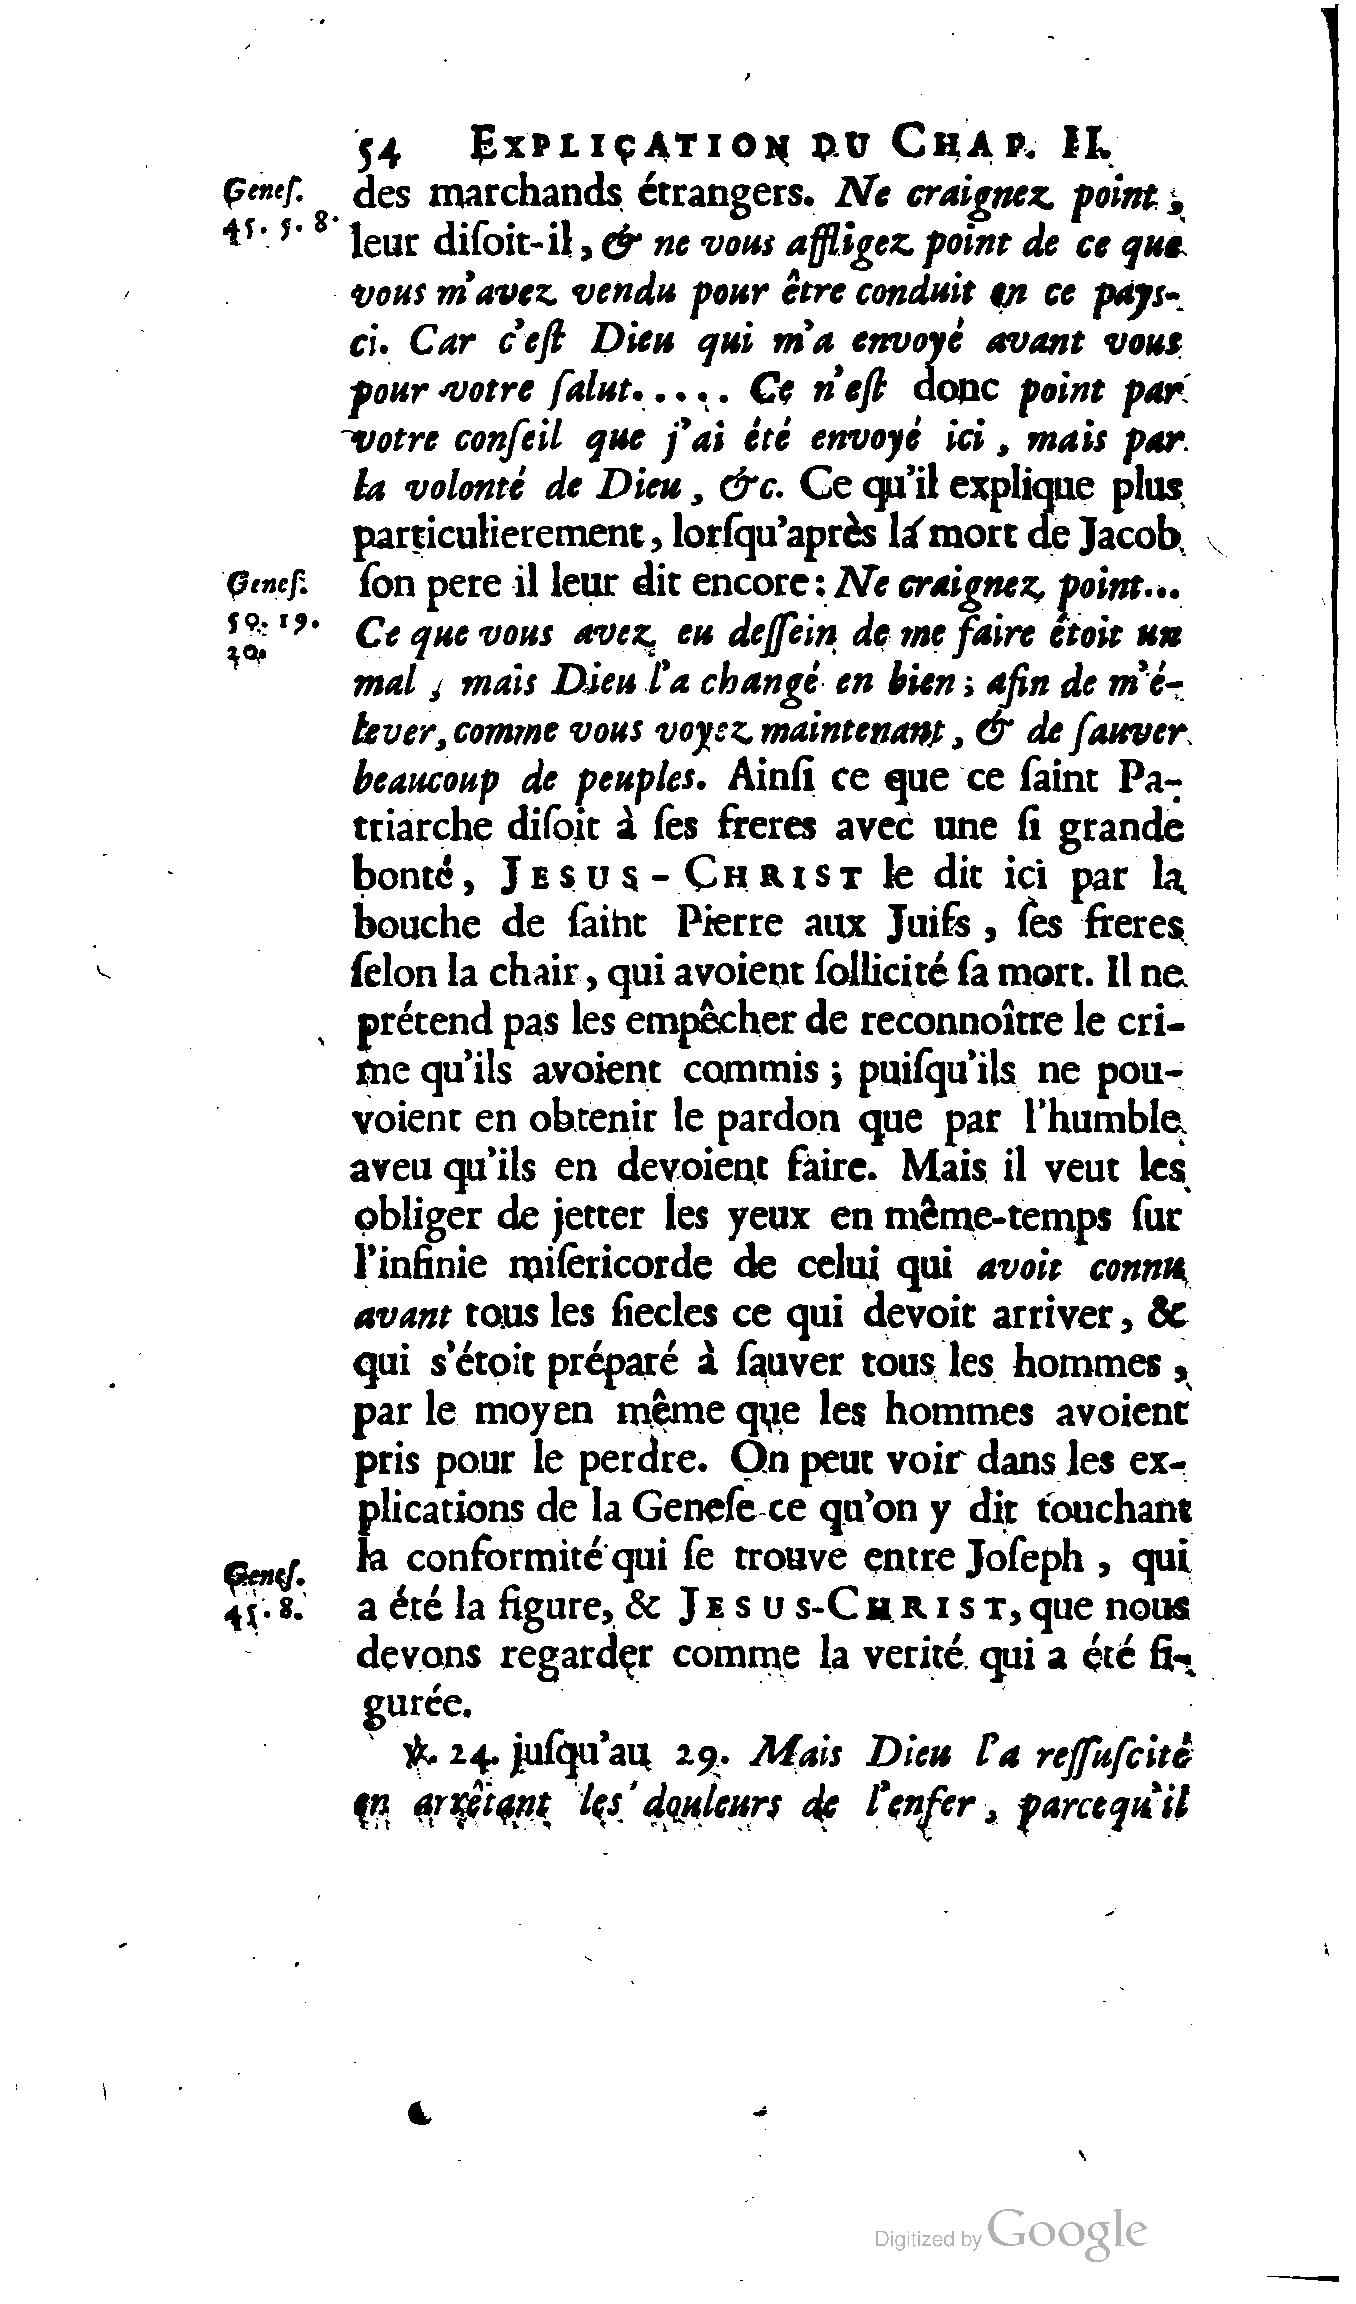 54 EXPLICATION DU CHAP. II.
Geneſ.
45. 5. 8.
des marchands étrangers. Ne craignez point,
leur diſoit-il, & ne vous affligez point de ce que
vous m'avez vendu pour être conduit en ce pays-
ci. Car c'eſt Dieu qui m'a envoyé avant vous
pour votre ſalut..... Ce n'eſt donc point par
votre conſeil que j'ai été envoyé ici, mais par
la volonté de Dieu, &c. Ce qu'il explique plus
particulierement, lorſqu'après la mort de Jacob
Geneſ.
50. 19.
20.
ſon pere il leur dit encore: Ne craignez point...
Ce que vous avez eu deſſein de me faire étoit un
mal, mais Dieu l'a changé en bien; afin de m'é-
lever, comme vous voyez maintenant, & de ſauver
beaucoup de peuples. Ainſi ce que ce ſaint Pa-
triarche diſoit à ſes freres avec une ſi grande
bonté, JESUS-CHRIST le dit ici par la
bouche de ſaint Pierre aux Juifs, ſes freres
ſelon la chair, qui avoient ſollicité ſa mort. Il ne
prétend pas les empêcher de reconnoître le cri-
me qu'ils avoient commis; puiſqu'ils ne pou-
voient en obtenir le pardon que par l'humble
aveu qu'ils en devoient faire. Mais il veut les
obliger de jetter les yeux en même-temps ſur
l'infinie miſericorde de celui qui avoit connu
avant tous les ſiecles ce qui devoit arriver, &
qui s'étoit préparé à ſauver tous les hommes,
par le moyen même que les hommes avoient
pris pour le perdre. On peut voir dans les ex-
plications de la Geneſe ce qu'on y dit touchant
la conformité qui ſe trouve entre Joſeph, qui
Geneſ.
45. 8.
a été la figure, & JESUS-CHRIST, que nous
devons regarder comme la verité qui a été fi-
gurée.
℣. 24. juſqu'au 29. Mais Dieu l'a reſſuſcité
en arrêtant les douleurs de l'enfer, parcequ'il
Digitized by Google